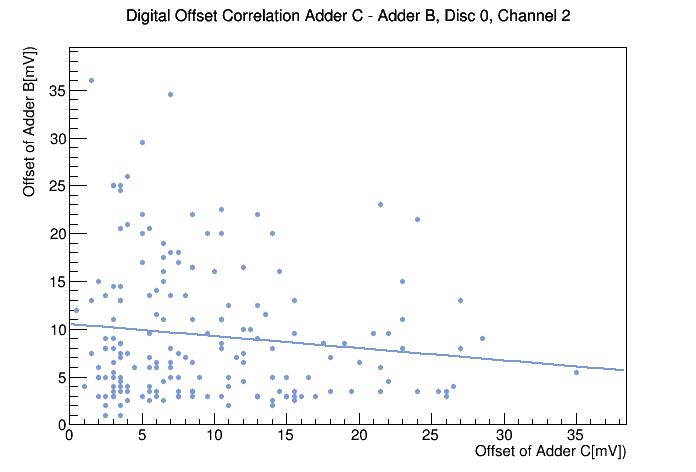 Digital Offset Correlation Adder C - Adder B, Disc 0, Channel 2
Offset of Adder B[mV])
35
30
25
20
15
10
5
0
0 5 10 15 20 25 30 35
Offset of Adder C[mV])